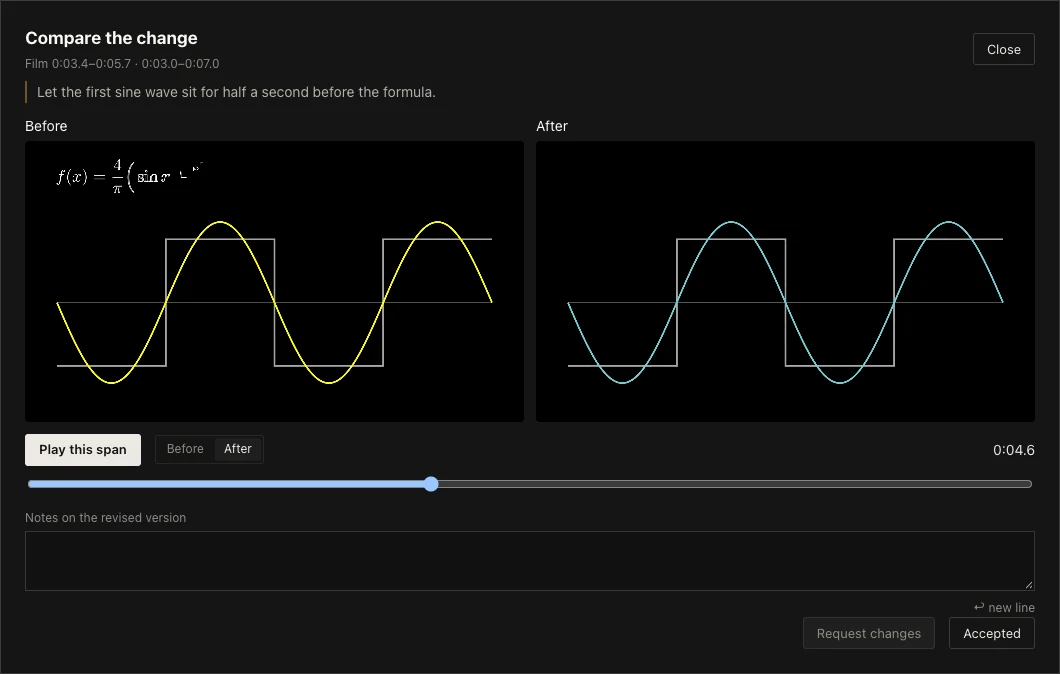 Compare the change
Close
Film 0:03.4–0:05.7 · 0:03.0–0:07.0
Let the first sine wave sit for half a second before the formula.
Before
After
f(x) = 4/π ( sin x
Play this span
Before
After
0:04.6
Notes on the revised version
↩ new line
Request changes
Accepted